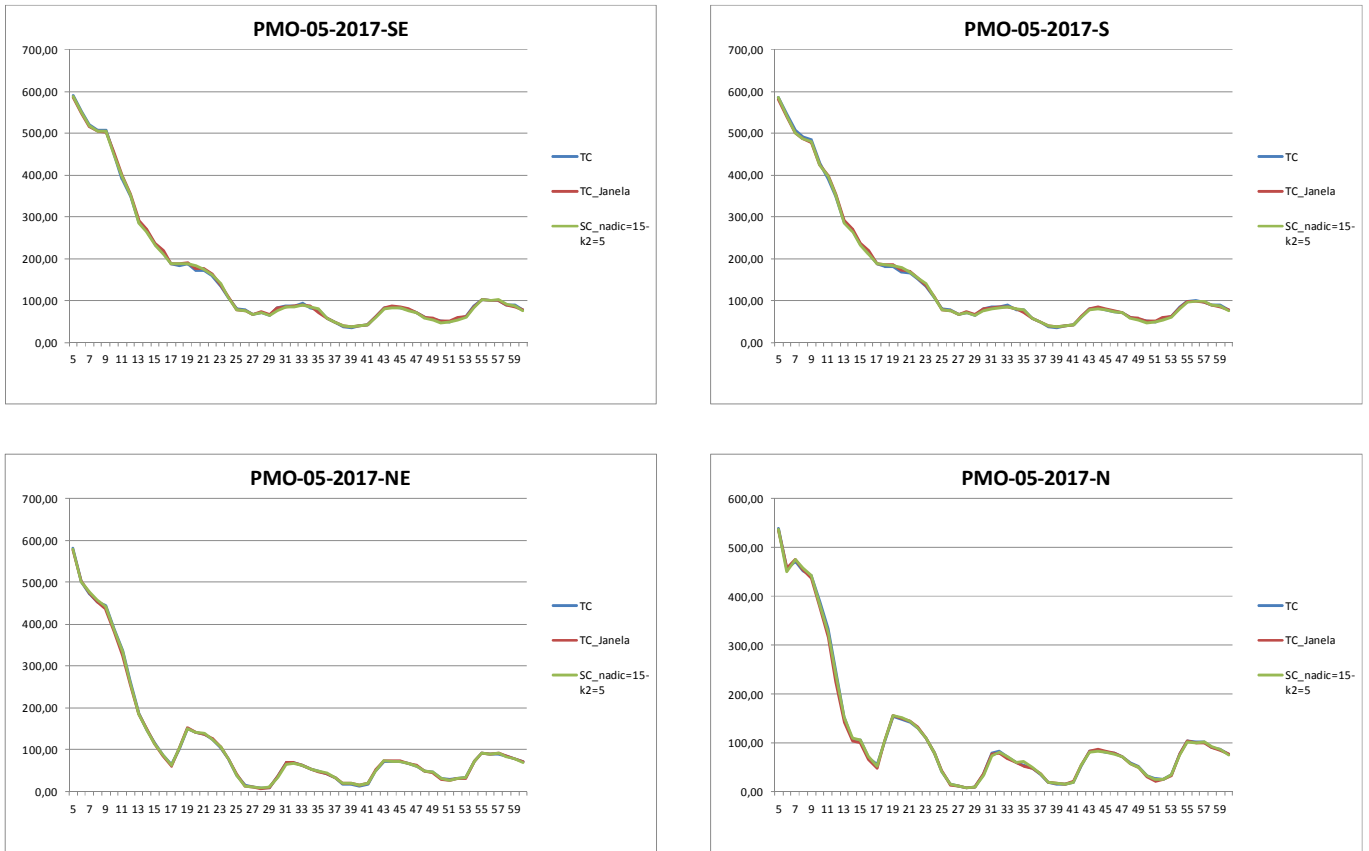 PMO-05-2017-SE
700,00
600,00
500,00
400,00
300,00
200,00
100,00
0,00
5 7 9 11 13 15 17 19 21 23 25 27 29 31 33 35 37 39 41 43 45 47 49 51 53 55 57 59
TC
TC_Janela
SC_nadic=15-
k2=5
PMO-05-2017-S
700,00
600,00
500,00
400,00
300,00
200,00
100,00
0,00
5 7 9 11 13 15 17 19 21 23 25 27 29 31 33 35 37 39 41 43 45 47 49 51 53 55 57 59
TC
TC_Janela
SC_nadic=15-
k2=5
PMO-05-2017-NE
700,00
600,00
500,00
400,00
300,00
200,00
100,00
0,00
5 7 9 11 13 15 17 19 21 23 25 27 29 31 33 35 37 39 41 43 45 47 49 51 53 55 57 59
TC
TC_Janela
SC_nadic=15-
k2=5
PMO-05-2017-N
600,00
500,00
400,00
300,00
200,00
100,00
0,00
5 7 9 11 13 15 17 19 21 23 25 27 29 31 33 35 37 39 41 43 45 47 49 51 53 55 57 59
TC
TC_Janela
SC_nadic=15-
k2=5